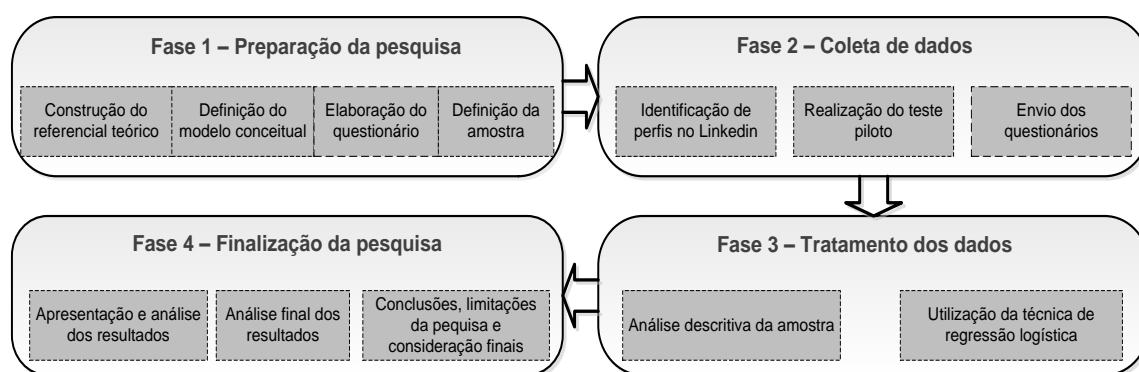 Fase 1 – Preparação da pesquisa
Construção do
referencial teórico
Definição do
modelo conceitual
Elaboração do
questionário
Definição da
amostra
Fase 2 – Coleta de dados
Identificação de
perfis no Linkedin
Realização do teste
piloto
Envio dos
questionários
Fase 3 – Tratamento dos dados
Análise descritiva da amostra
Utilização da técnica de
regressão logística
Fase 4 – Finalização da pesquisa
Apresentação e análise
dos resultados
Análise final dos
resultados
Conclusões, limitações
da pequisa e
consideração finais